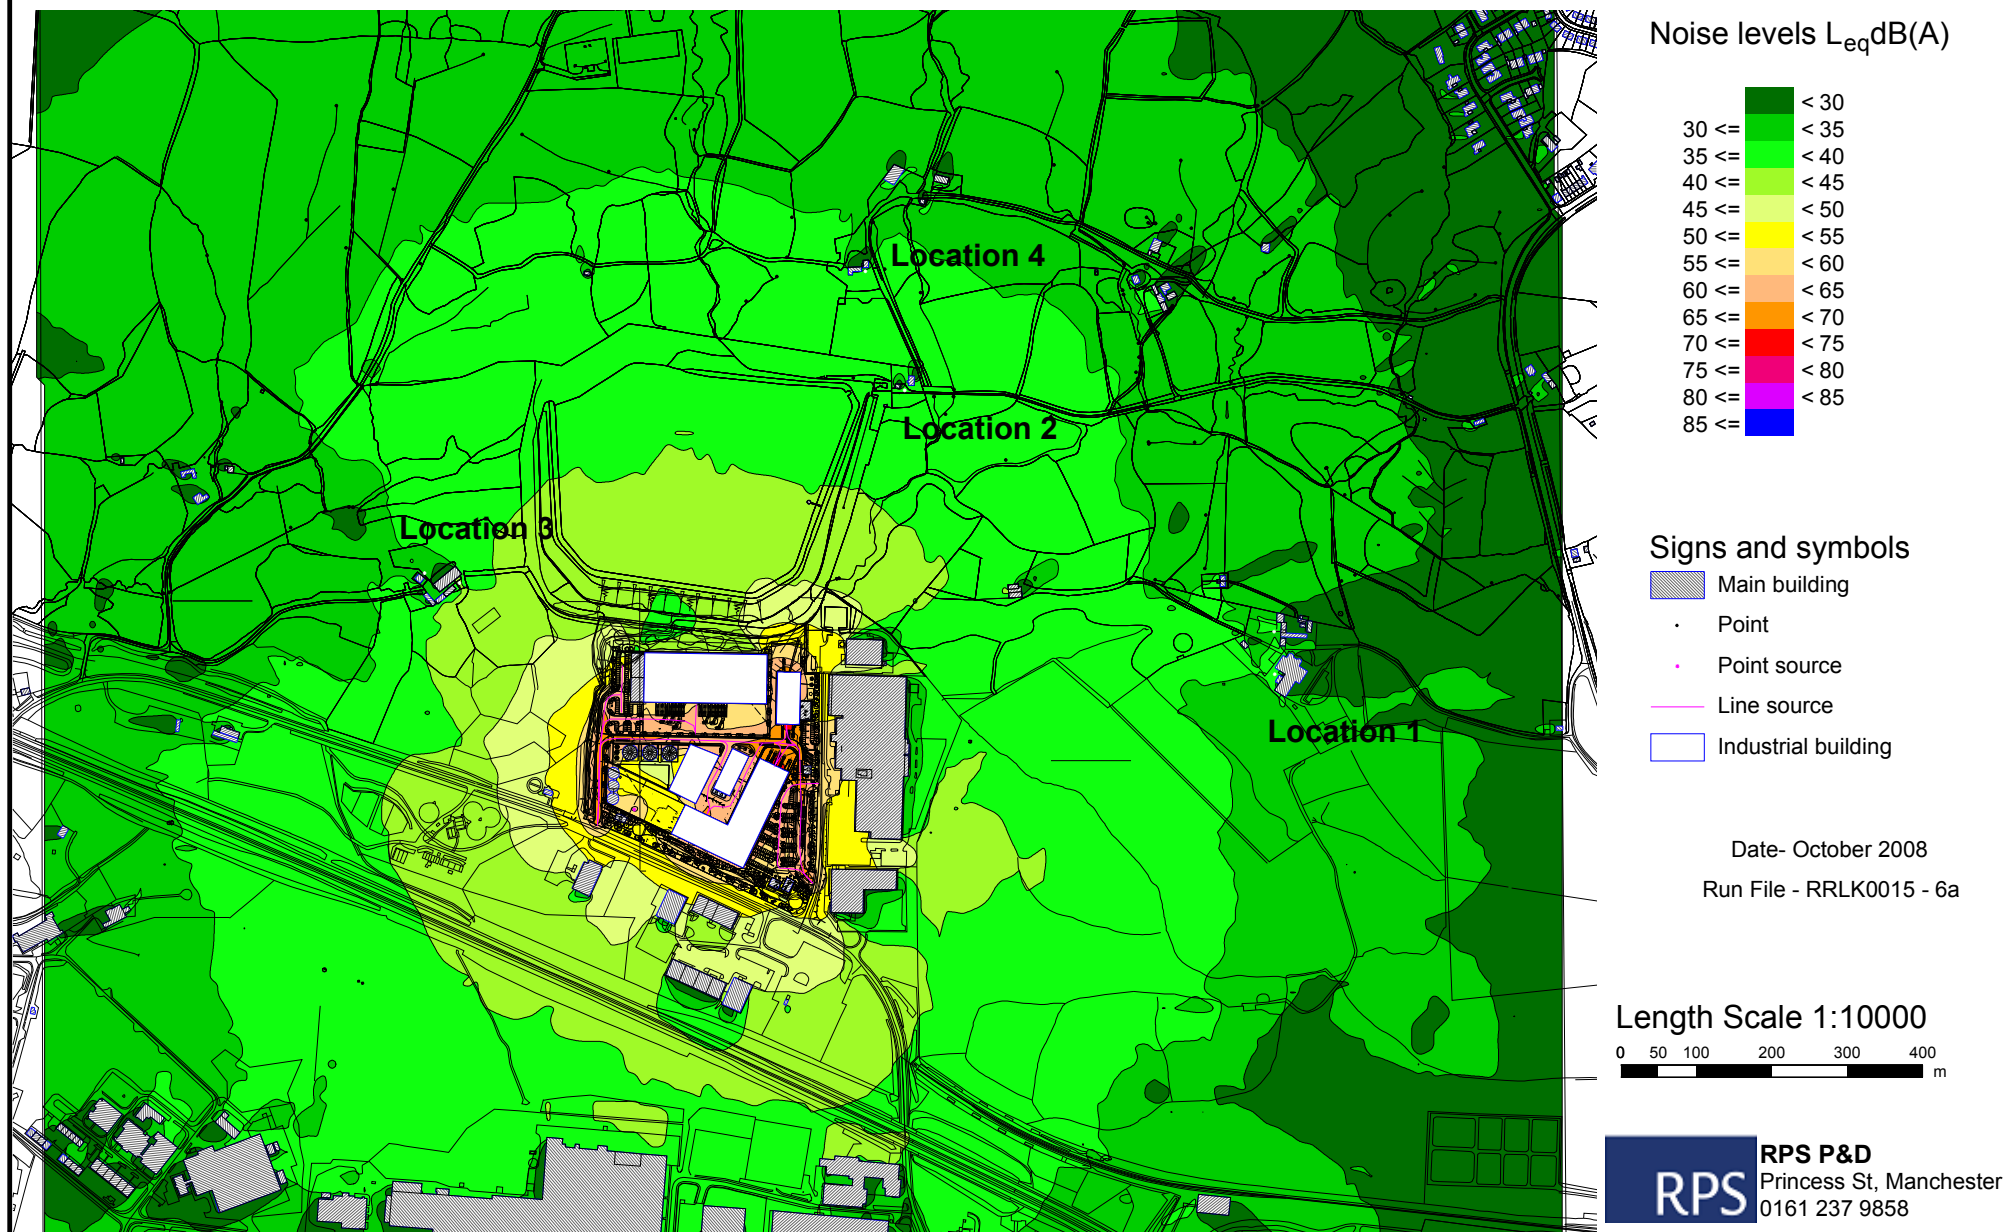 Location 4
Location 2
Location 3
Location 1
Noise levels LeqdB(A)
< 30
30 <= < 35
35 <= < 40
40 <= < 45
45 <= < 50
50 <= < 55
55 <= < 60
60 <= < 65
65 <= < 70
70 <= < 75
75 <= < 80
80 <= < 85
85 <=
Signs and symbols
Main building
Point
Point source
Line source
Industrial building
Date- October 2008
Run File - RRLK0015 - 6a
Length Scale 1:10000
0 50 100 200 300 400
m
RPS
RPS P&D
Princess St, Manchester
0161 237 9858